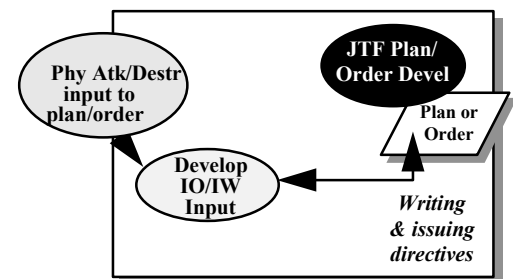 Phy Atk/Destr
input to
plan/order
JTF Plan/
Order Devel
Plan or
Order
Develop
IO/IW
Input
Writing
& issuing
directives